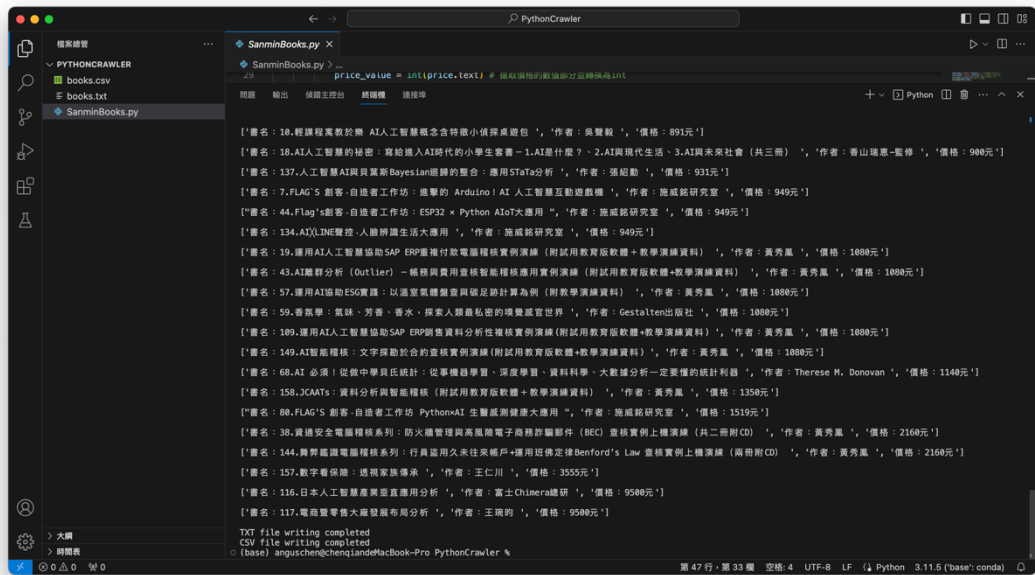 PythonCrawler
檔案總管
SanminBooks.py
PYTHONCRAWLER
books.csv
books.txt
SanminBooks.py
SanminBooks.py > ...
29 price_value = int(price.text) # 提取價格的數值部分並轉換為int
問題 輸出 偵錯主控台 終端機 連接埠
Python
['書名：10.輕課程寓教於樂 AI人工智慧概念含特徵小偵探桌遊包 ', '作者：吳聲毅 ', '價格：891元']
['書名：18.AI人工智慧的祕密：寫給進入AI時代的小學生套書－1.AI是什麼？、2.AI與現代生活、3.AI與未來社會（共三冊） ', '作者：香山瑞惠-監修 ', '價格：900元']
['書名：137.人工智慧AI與貝葉斯Bayesian迴歸的整合：應用STaTa分析 ', '作者：張紹勳 ', '價格：931元']
['書名：7.FLAG`S 創客‧自造者工作坊：進擊的 Arduino！AI 人工智慧互動遊戲機 ', '作者：施威銘研究室 ', '價格：949元']
["書名：44.Flag's創客‧自造者工作坊：ESP32 × Python AIoT大應用 ", '作者：施威銘研究室 ', '價格：949元']
['書名：134.AI╳LINE聲控‧人臉辨識生活大應用 ', '作者：施威銘研究室 ', '價格：949元']
['書名：19.運用AI人工智慧協助SAP ERP重複付款電腦稽核實例演練（附試用教育版軟體＋教學演練資料） ', '作者：黃秀鳳 ', '價格：1080元']
['書名：43.AI離群分析（Outlier）－帳務與費用查核智能稽核應用實例演練（附試用教育版軟體+教學演練資料） ', '作者：黃秀鳳 ', '價格：1080元']
['書名：57.運用AI協助ESG實踐：以溫室氣體盤查與碳足跡計算為例（附教學演練資料） ', '作者：黃秀鳳 ', '價格：1080元']
['書名：59.香氛學：氣味、芳香、香水，探索人類最私密的嗅覺感官世界 ', '作者：Gestalten出版社 ', '價格：1080元']
['書名：109.運用AI人工智慧協助SAP ERP銷售資料分析性複核實例演練(附試用教育版軟體+教學演練資料) ', '作者：黃秀鳳 ', '價格：1080元']
['書名：149.AI智能稽核：文字探勘於合約查核實例演練(附試用教育版軟體+教學演練資料) ', '作者：黃秀鳳 ', '價格：1080元']
['書名：68.AI 必須！從做中學貝氏統計：從事機器學習、深度學習、資料科學、大數據分析一定要懂的統計利器 ', '作者：Therese M. Donovan ', '價格：1140元']
['書名：158.JCAATs：資料分析與智能稽核（附試用教育版軟體＋教學演練資料） ', '作者：黃秀鳳 ', '價格：1350元']
["書名：80.FLAG'S 創客‧自造者工作坊 Python×AI 生醫感測健康大應用 ", '作者：施威銘研究室 ', '價格：1519元']
['書名：38.資通安全電腦稽核系列：防火牆管理與高風險電子商務詐騙郵件（BEC）查核實例上機演練（共二冊附CD） ', '作者：黃秀鳳 ', '價格：2160元']
['書名：144.舞弊鑑識電腦稽核系列：行員盜用久未往來帳戶+運用班佛定律Benford's Law 查核實例上機演練（兩冊附CD） ', '作者：黃秀鳳 ', '價格：2160元']
['書名：157.數字看保險：透視家族傳承 ', '作者：王仁川 ', '價格：3555元']
['書名：116.日本人工智慧產業垂直應用分析 ', '作者：富士Chimera總研 ', '價格：9500元']
['書名：117.電商暨零售大廠發展布局分析 ', '作者：王琬昀 ', '價格：9500元']
TXT file writing completed
CSV file writing completed
(base) anguschen@chenqiandeMacBook-Pro PythonCrawler %
大綱
時間表
0 0 0 第 47 行，第 33 欄 空格: 4 UTF-8 LF Python 3.11.5 ('base': conda)